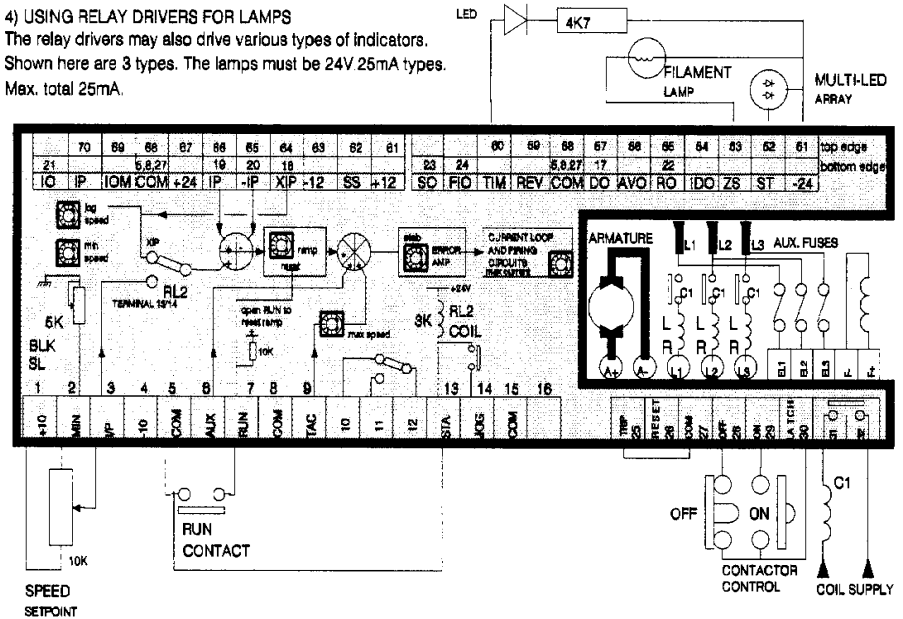 4) USING RELAY DRIVERS FOR LAMPS
The relay drivers may also drive various types of indicators.
Shown here are 3 types. The lamps must be 24V 25mA types.
Max. total 25mA.
LED
4K7
FILAMENT
LAMP
MULTI-LED
ARRAY
70 69 68 67 66 65 64 63 62 61
60 59 58 57 56 55 54 53 52 51 top edge
21 5,8,27 19 20 18
23 24 5,8,27 17 22 bottom edge
IO IP IOM COM +24 IP -IP XIP -12 SS +12
SO FIO TIM REV COM DO AVO RO IDO ZS ST -24
jog
speed
min
speed
XIP
RL2
TERMINAL 13/14
5K
BLK
SL
ramp
reset
open RUN to
reset ramp
10K
max speed
stab
ERROR
AMP
CURRENT LOOP
AND FIRING
CIRCUITS
+24V
3K
RL2
COIL
ARMATURE
L1 L2 L3 AUX. FUSES
C1 C1 C1
L L L
R R R
A+ A- L1 L2 L3
EL1 EL2 EL3 F- F+
1 2 3 4 5 6 7 8 9 13 14 15 16
+10 MIN I/P -10 COM AUX RUN COM TAC 10 11 12 STA JOG COM
TRIP 25 RESET 26 COM 27 OFF 28 ON 29 LATCH 30
RUN
CONTACT
10K
SPEED
SETPOINT
OFF ON
CONTACTOR
CONTROL
C1
COIL SUPPLY